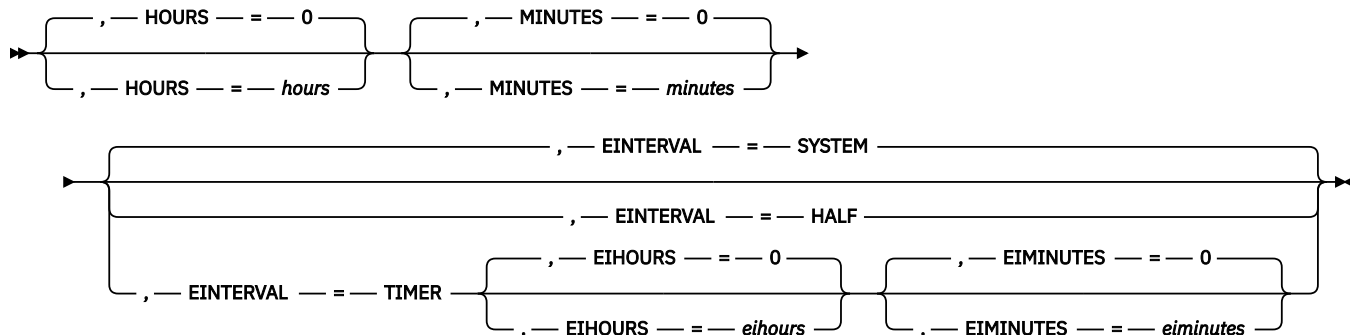 , HOURS = 0 , MINUTES = 0
, HOURS = hours , MINUTES = minutes
, EINTERVAL = SYSTEM
, EINTERVAL = HALF
, EIHOURS = 0 , EIMINUTES = 0
, EINTERVAL = TIMER
, EIHOURS = eihours , EIMINUTES = eiminutes